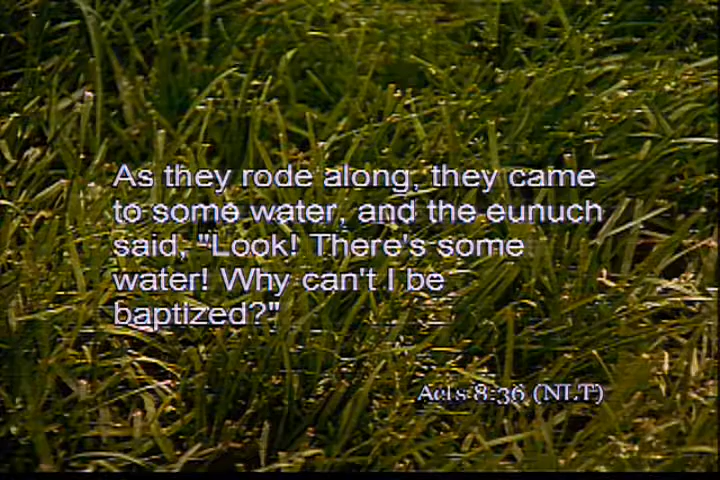 As they rode along, they came
to some water, and the eunuch
said, "Look! There's some
water! Why can't I be
baptized?"
Acts 8:36 (NLT)